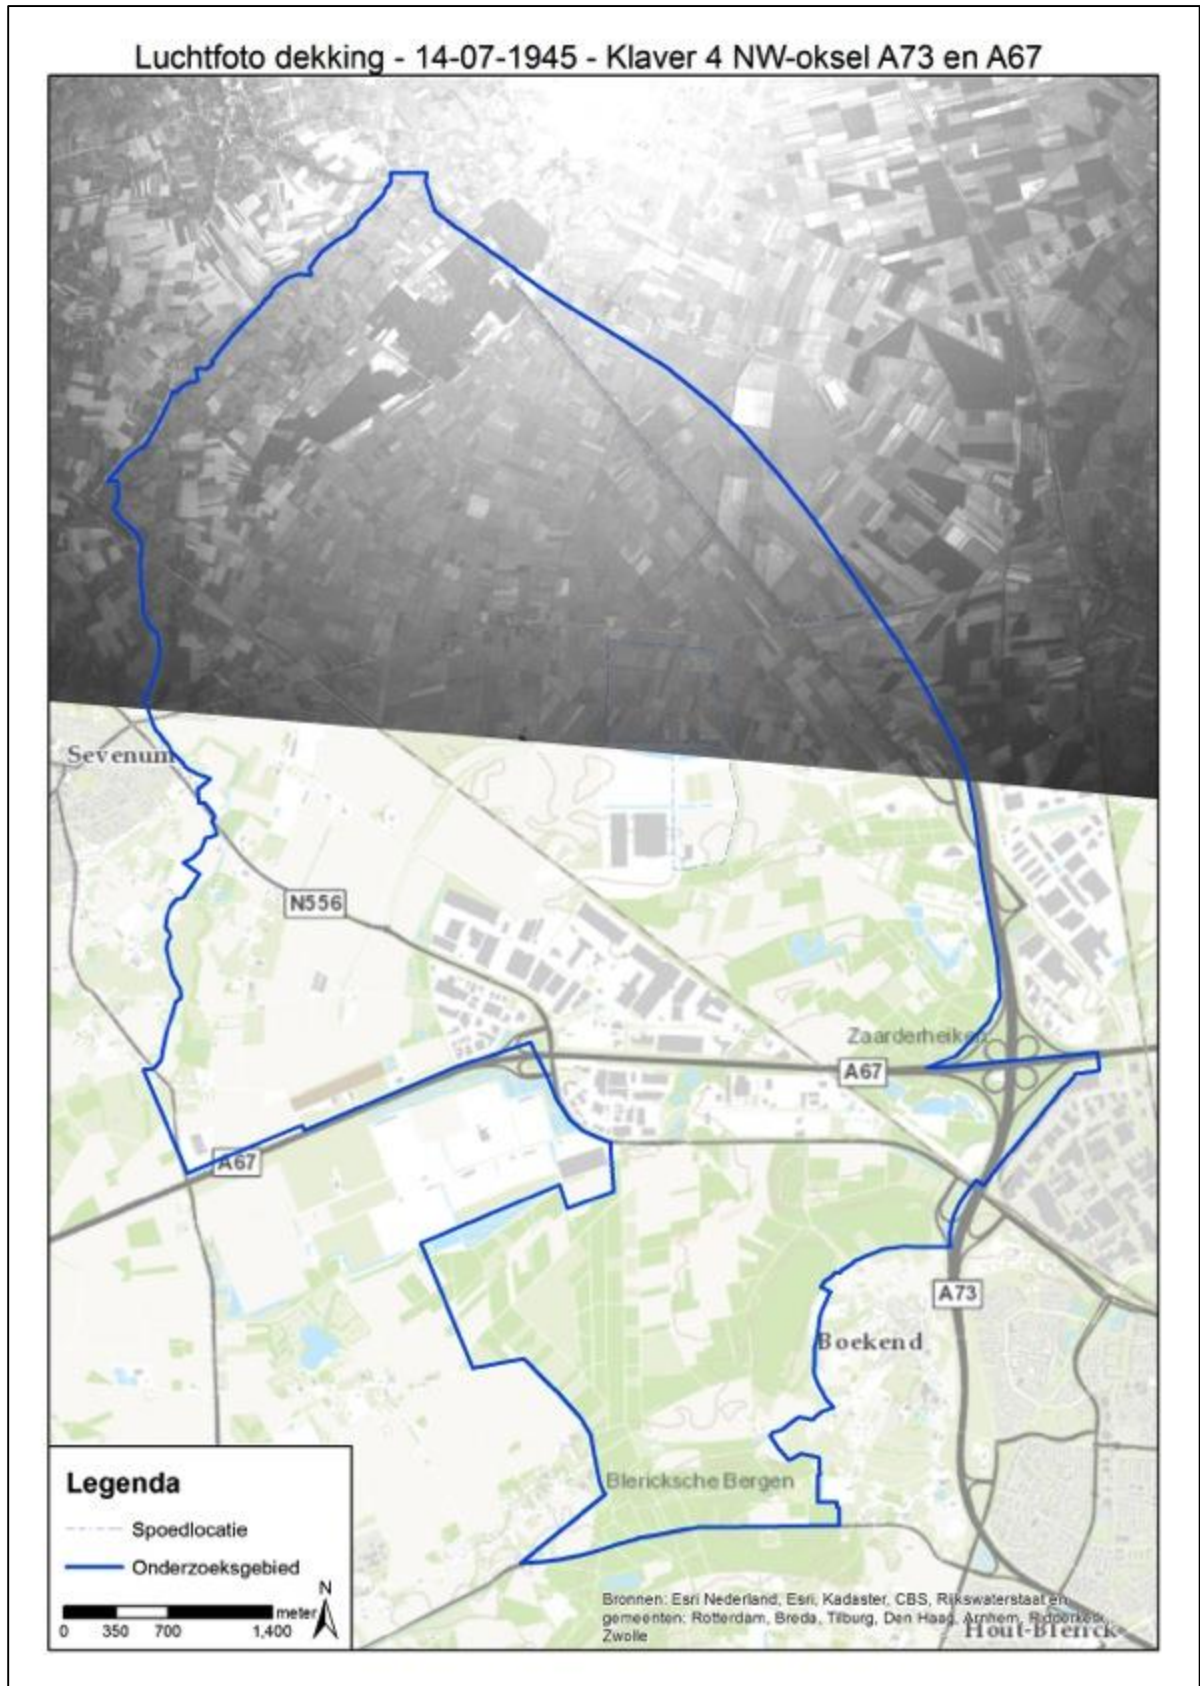 Luchtfoto dekking - 14-07-1945 - Klaver 4 NW-oksel A73 en A67
Sevenum
N556
Zaarderheiken
A67
A67
A73
Boekend
Blericksche Bergen
Legenda
Spoedlocatie
Onderzoeksgebied
N
meter
0 350 700 1,400
Bronnen: Esri Nederland, Esri, Kadaster, CBS, Rijkswaterstaat en
gemeenten: Rotterdam, Breda, Tilburg, Den Haag, Arnhem, Ridderkerk,
Zwolle
Hout-Blerick